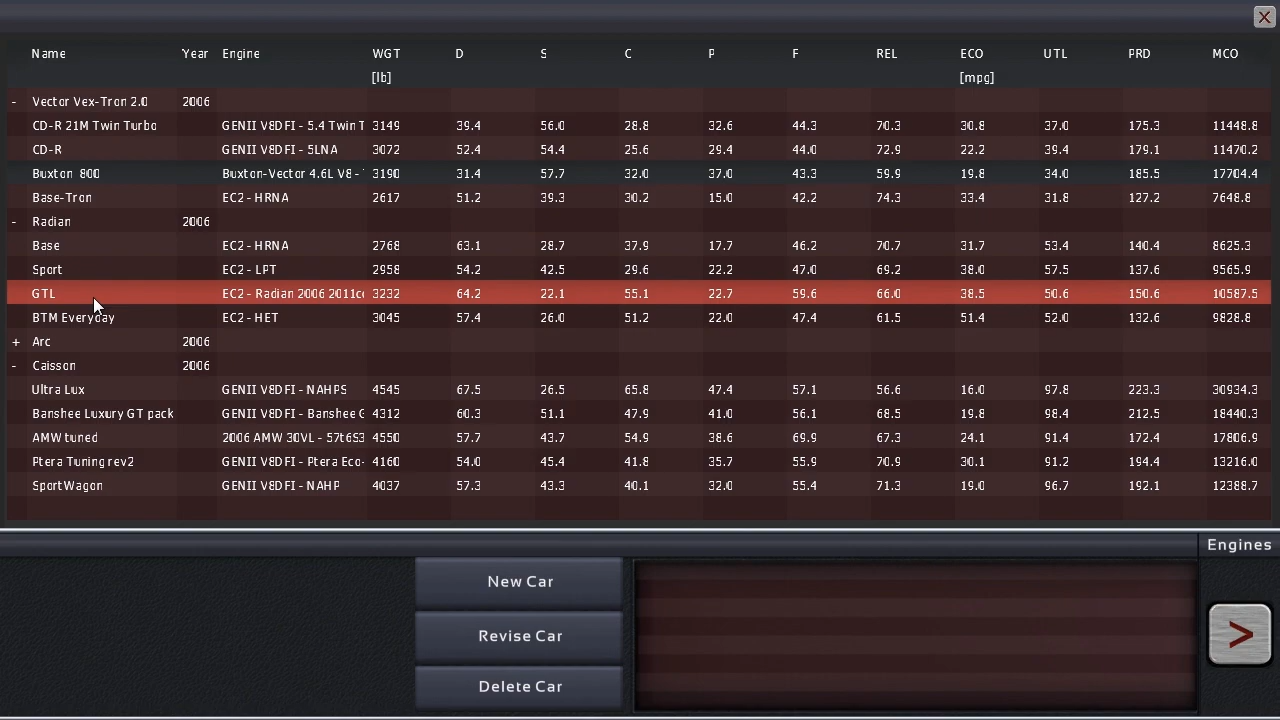 Name Year Engine WGT D S C P F REL ECO UTL PRD MCO
[lb] [mpg]
- Vector Vex-Tron 2.0 2006
CD-R 21M Twin Turbo GENII V8DFI - 5.4 Twin T 3149 39.4 56.0 28.8 32.6 44.3 70.3 30.8 37.0 175.3 11448.8
CD-R GENII V8DFI - 5LNA 3072 52.4 54.4 25.6 29.4 44.0 72.9 22.2 39.4 179.1 11470.2
Buxton 800 Buxton-Vector 4.6L V8 - 3190 31.4 57.7 32.0 37.0 43.3 59.9 19.8 34.0 185.5 17704.4
Base-Tron EC2 - HRNA 2617 51.2 39.3 30.2 15.0 42.2 74.3 33.4 31.8 127.2 7648.8
- Radian 2006
Base EC2 - HRNA 2768 63.1 28.7 37.9 17.7 46.2 70.7 31.7 53.4 140.4 8625.3
Sport EC2 - LPT 2958 54.2 42.5 29.6 22.2 47.0 69.2 38.0 57.5 137.6 9565.9
GTL EC2 - Radian 2006 2011cc 3232 64.2 22.1 55.1 22.7 59.6 66.0 38.5 50.6 150.6 10587.5
BTM Everyday EC2 - HET 3045 57.4 26.0 51.2 22.0 47.4 61.5 51.4 52.0 132.6 9828.8
+ Arc 2006
- Caisson 2006
Ultra Lux GENII V8DFI - NAHPS 4545 67.5 26.5 65.8 47.4 57.1 56.6 16.0 97.8 223.3 30934.3
Banshee Luxury GT pack GENII V8DFI - Banshee G 4312 60.3 51.1 47.9 41.0 56.1 68.5 19.8 98.4 212.5 18440.3
AMW tuned 2006 AMW 30VL - 57t6S3 4550 57.7 43.7 54.9 38.6 69.9 67.3 24.1 91.4 172.4 17806.9
Ptera Tuning rev2 GENII V8DFI - Ptera Eco- 4160 54.0 45.4 41.8 35.7 55.9 70.9 30.1 91.2 194.4 13216.0
SportWagon GENII V8DFI - NAHP 4037 57.3 43.3 40.1 32.0 55.4 71.3 19.0 96.7 192.1 12388.7
Engines
New Car
Revise Car
Delete Car